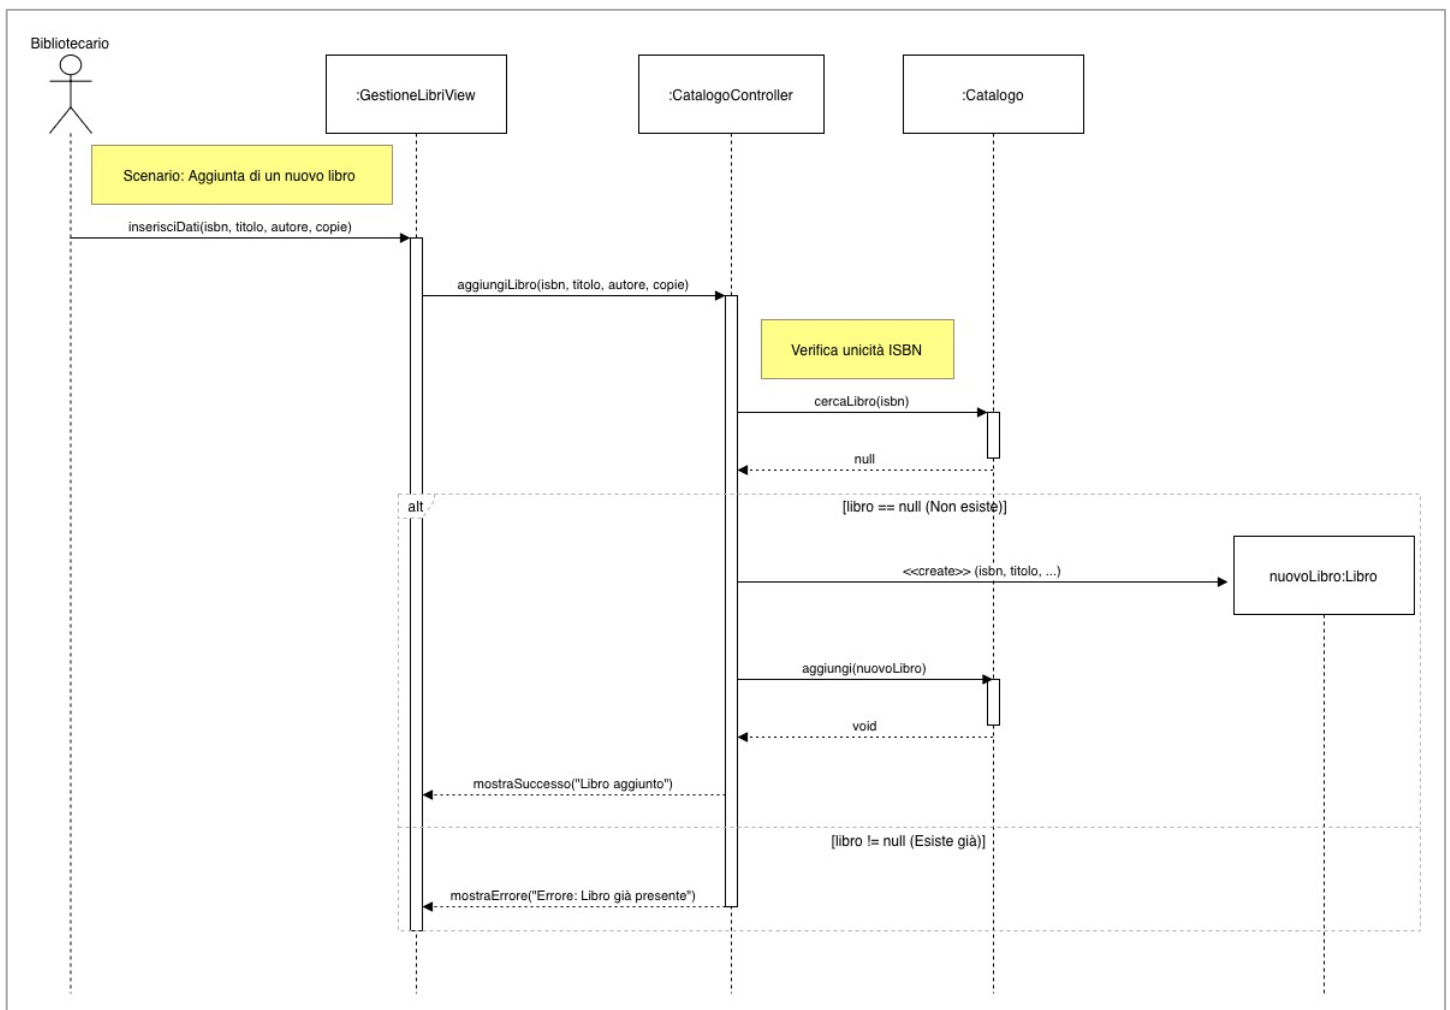 Bibliotecario
:GestioneLibriView
:CatalogoController
:Catalogo
Scenario: Aggiunta di un nuovo libro
inserisciDati(isbn, titolo, autore, copie)
aggiungiLibro(isbn, titolo, autore, copie)
Verifica unicità ISBN
cercaLibro(isbn)
null
alt
[libro == null (Non esiste)]
<<create>> (isbn, titolo, ...)
nuovoLibro:Libro
aggiungi(nuovoLibro)
void
mostraSuccesso("Libro aggiunto")
[libro != null (Esiste già)]
mostraErrore("Errore: Libro già presente")